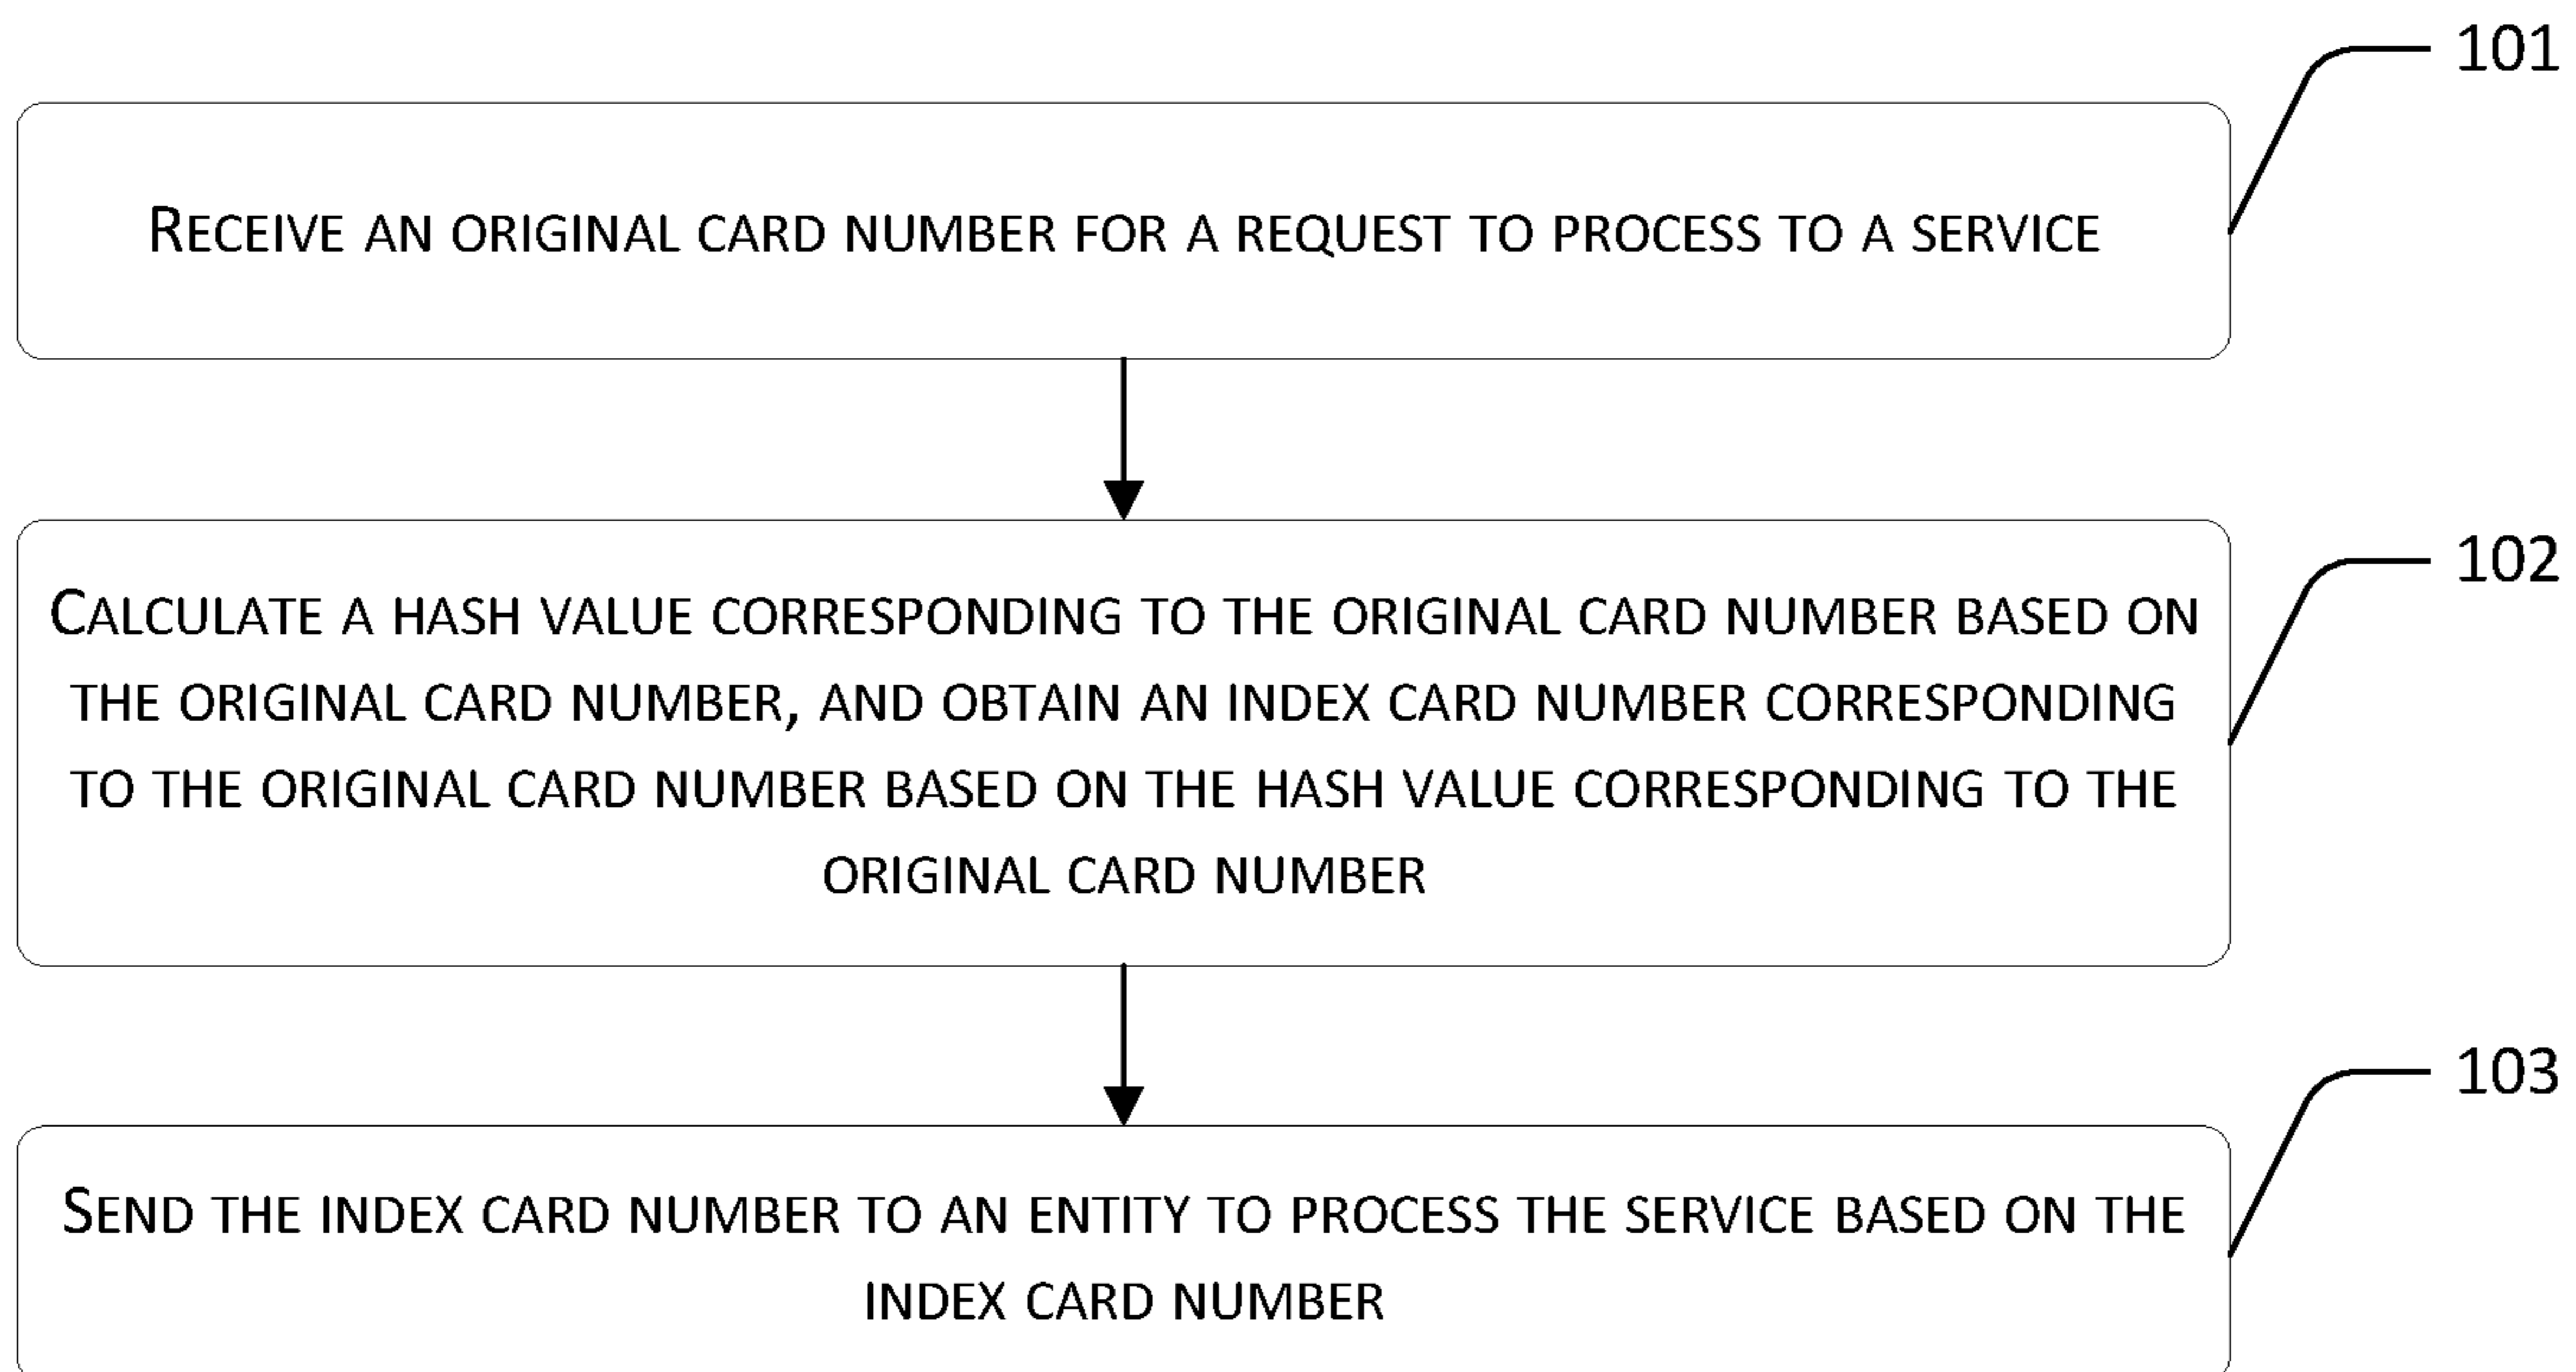 101
RECEIVE AN ORIGINAL CARD NUMBER FOR A REQUEST TO PROCESS TO A SERVICE
102
CALCULATE A HASH VALUE CORRESPONDING TO THE ORIGINAL CARD NUMBER BASED ON
THE ORIGINAL CARD NUMBER, AND OBTAIN AN INDEX CARD NUMBER CORRESPONDING
TO THE ORIGINAL CARD NUMBER BASED ON THE HASH VALUE CORRESPONDING TO THE
ORIGINAL CARD NUMBER
103
SEND THE INDEX CARD NUMBER TO AN ENTITY TO PROCESS THE SERVICE BASED ON THE
INDEX CARD NUMBER